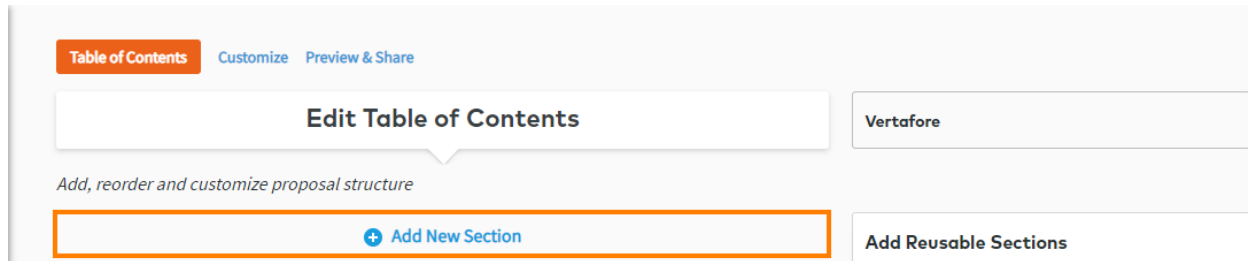 Table of Contents Customize Preview & Share
Edit Table of Contents
Vertafore
Add, reorder and customize proposal structure
Add New Section
Add Reusable Sections